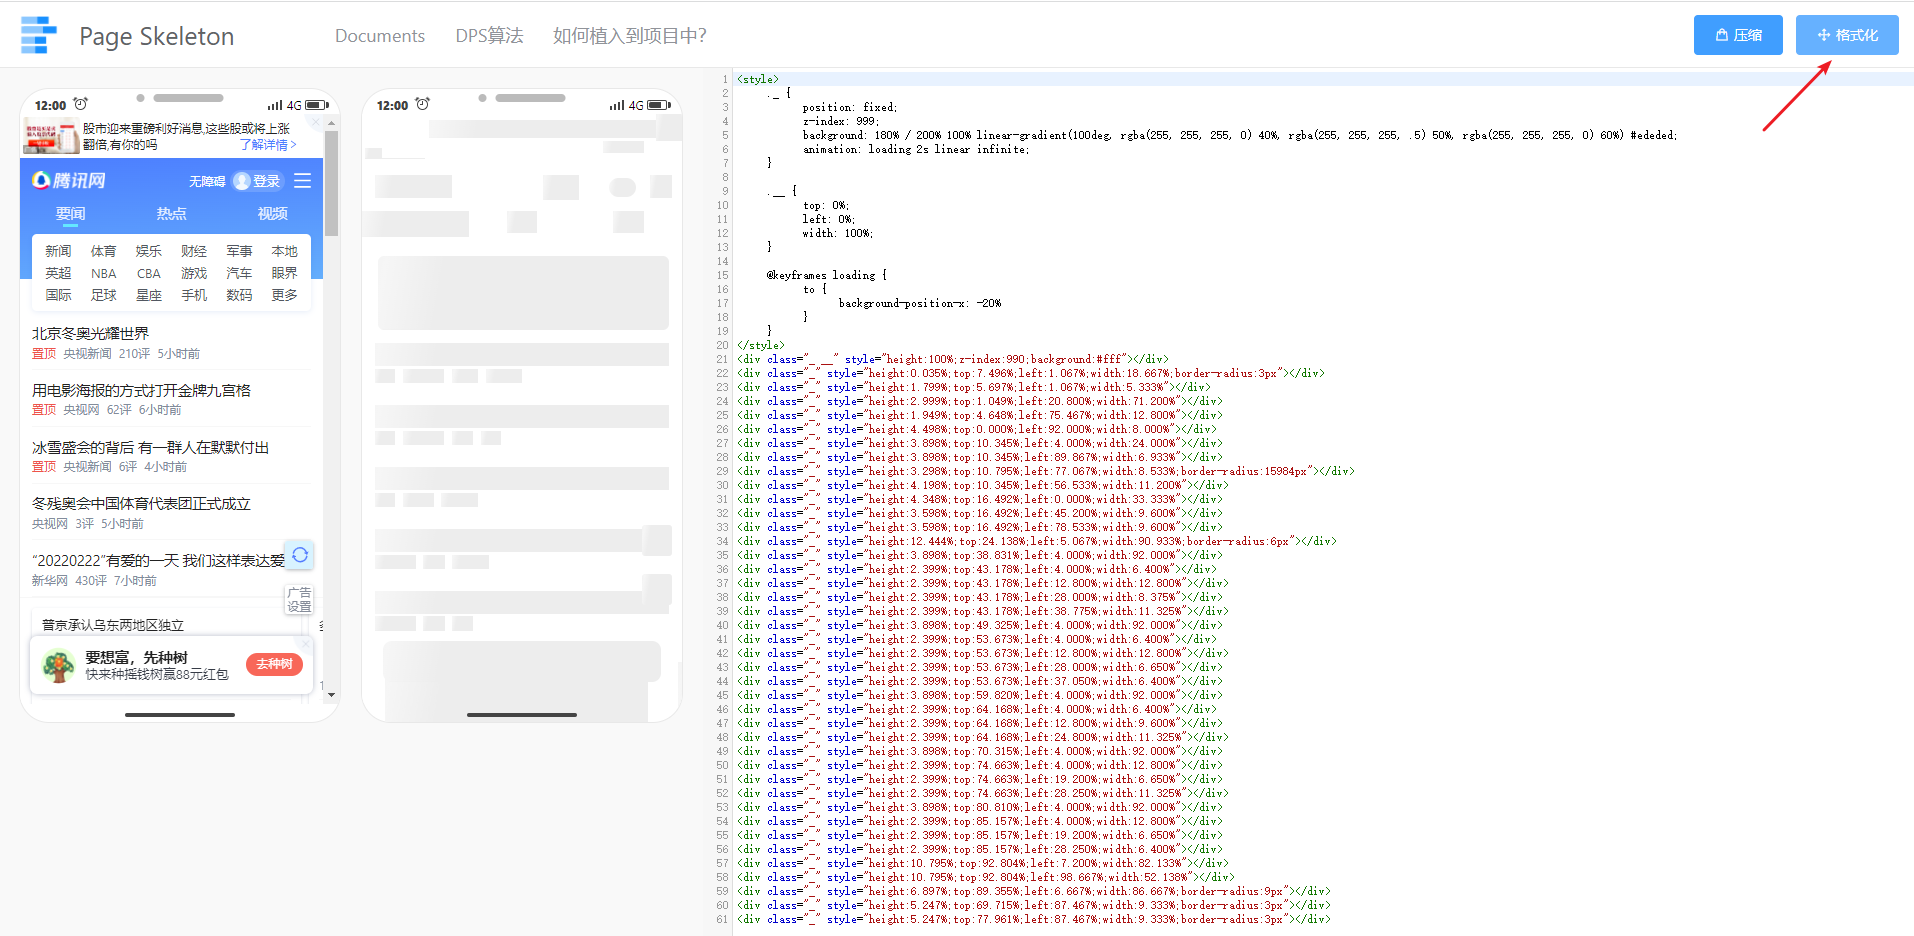 Page Skeleton
Documents
DPS算法
如何植入到项目中?
压缩
格式化
12:00
4G
股市迎来重磅利好消息,这些股或将上涨
翻倍,有你的吗
了解详情 >
腾讯网
无障碍
登录
要闻
热点
视频
新闻 体育 娱乐 财经 军事 本地
英超 NBA CBA 游戏 汽车 眼界
国际 足球 星座 手机 数码 更多
北京冬奥光耀世界
置顶 央视新闻 210评 5小时前
用电影海报的方式打开金牌九宫格
置顶 央视网 62评 6小时前
冰雪盛会的背后 有一群人在默默付出
置顶 央视新闻 6评 4小时前
冬残奥会中国体育代表团正式成立
央视网 3评 5小时前
“20220222”有爱的一天 我们这样表达爱
新华网 430评 7小时前
广告
设置
普京承认乌东两地区独立
要想富，先种树
快来种摇钱树赢88元红包
去种树
12:00
4G
1 <style>
2 ._ {
3 position: fixed;
4 z-index: 999;
5 background: 180% / 200% 100% linear-gradient(100deg, rgba(255, 255, 255, 0) 40%, rgba(255, 255, 255, .5) 50%, rgba(255, 255, 255, 0) 60%) #ededed;
6 animation: loading 2s linear infinite;
7 }
8
9 .__ {
10 top: 0%;
11 left: 0%;
12 width: 100%;
13 }
14
15 @keyframes loading {
16 to {
17 background-position-x: -20%
18 }
19 }
20 </style>
21 <div class="_ __" style="height:100%;z-index:990;background:#fff"></div>
22 <div class="_" style="height:0.035%;top:7.496%;left:1.067%;width:18.667%;border-radius:3px"></div>
23 <div class="_" style="height:1.799%;top:5.697%;left:1.067%;width:5.333%"></div>
24 <div class="_" style="height:2.999%;top:1.049%;left:20.800%;width:71.200%"></div>
25 <div class="_" style="height:1.949%;top:4.648%;left:75.467%;width:12.800%"></div>
26 <div class="_" style="height:4.498%;top:0.000%;left:92.000%;width:8.000%"></div>
27 <div class="_" style="height:3.898%;top:10.345%;left:4.000%;width:24.000%"></div>
28 <div class="_" style="height:3.898%;top:10.345%;left:89.867%;width:6.933%"></div>
29 <div class="_" style="height:3.298%;top:10.795%;left:77.067%;width:8.533%;border-radius:15984px"></div>
30 <div class="_" style="height:4.198%;top:10.345%;left:56.533%;width:11.200%"></div>
31 <div class="_" style="height:4.348%;top:16.492%;left:0.000%;width:33.333%"></div>
32 <div class="_" style="height:3.598%;top:16.492%;left:45.200%;width:9.600%"></div>
33 <div class="_" style="height:3.598%;top:16.492%;left:78.533%;width:9.600%"></div>
34 <div class="_" style="height:12.444%;top:24.138%;left:5.067%;width:90.933%;border-radius:6px"></div>
35 <div class="_" style="height:3.898%;top:38.831%;left:4.000%;width:92.000%"></div>
36 <div class="_" style="height:2.399%;top:43.178%;left:4.000%;width:6.400%"></div>
37 <div class="_" style="height:2.399%;top:43.178%;left:12.800%;width:12.800%"></div>
38 <div class="_" style="height:2.399%;top:43.178%;left:28.000%;width:8.375%"></div>
39 <div class="_" style="height:2.399%;top:43.178%;left:38.775%;width:11.325%"></div>
40 <div class="_" style="height:3.898%;top:49.325%;left:4.000%;width:92.000%"></div>
41 <div class="_" style="height:2.399%;top:53.673%;left:4.000%;width:6.400%"></div>
42 <div class="_" style="height:2.399%;top:53.673%;left:12.800%;width:12.800%"></div>
43 <div class="_" style="height:2.399%;top:53.673%;left:28.000%;width:6.650%"></div>
44 <div class="_" style="height:2.399%;top:53.673%;left:37.050%;width:6.400%"></div>
45 <div class="_" style="height:3.898%;top:59.820%;left:4.000%;width:92.000%"></div>
46 <div class="_" style="height:2.399%;top:64.168%;left:4.000%;width:6.400%"></div>
47 <div class="_" style="height:2.399%;top:64.168%;left:12.800%;width:9.600%"></div>
48 <div class="_" style="height:2.399%;top:64.168%;left:24.800%;width:11.325%"></div>
49 <div class="_" style="height:3.898%;top:70.315%;left:4.000%;width:92.000%"></div>
50 <div class="_" style="height:2.399%;top:74.663%;left:4.000%;width:12.800%"></div>
51 <div class="_" style="height:2.399%;top:74.663%;left:19.200%;width:6.650%"></div>
52 <div class="_" style="height:2.399%;top:74.663%;left:28.250%;width:11.325%"></div>
53 <div class="_" style="height:3.898%;top:80.810%;left:4.000%;width:92.000%"></div>
54 <div class="_" style="height:2.399%;top:85.157%;left:4.000%;width:12.800%"></div>
55 <div class="_" style="height:2.399%;top:85.157%;left:19.200%;width:6.650%"></div>
56 <div class="_" style="height:2.399%;top:85.157%;left:28.250%;width:6.400%"></div>
57 <div class="_" style="height:10.795%;top:92.804%;left:7.200%;width:82.133%"></div>
58 <div class="_" style="height:10.795%;top:92.804%;left:98.667%;width:52.138%"></div>
59 <div class="_" style="height:6.897%;top:89.355%;left:6.667%;width:86.667%;border-radius:9px"></div>
60 <div class="_" style="height:5.247%;top:69.715%;left:87.467%;width:9.333%;border-radius:3px"></div>
61 <div class="_" style="height:5.247%;top:77.961%;left:87.467%;width:9.333%;border-radius:3px"></div>